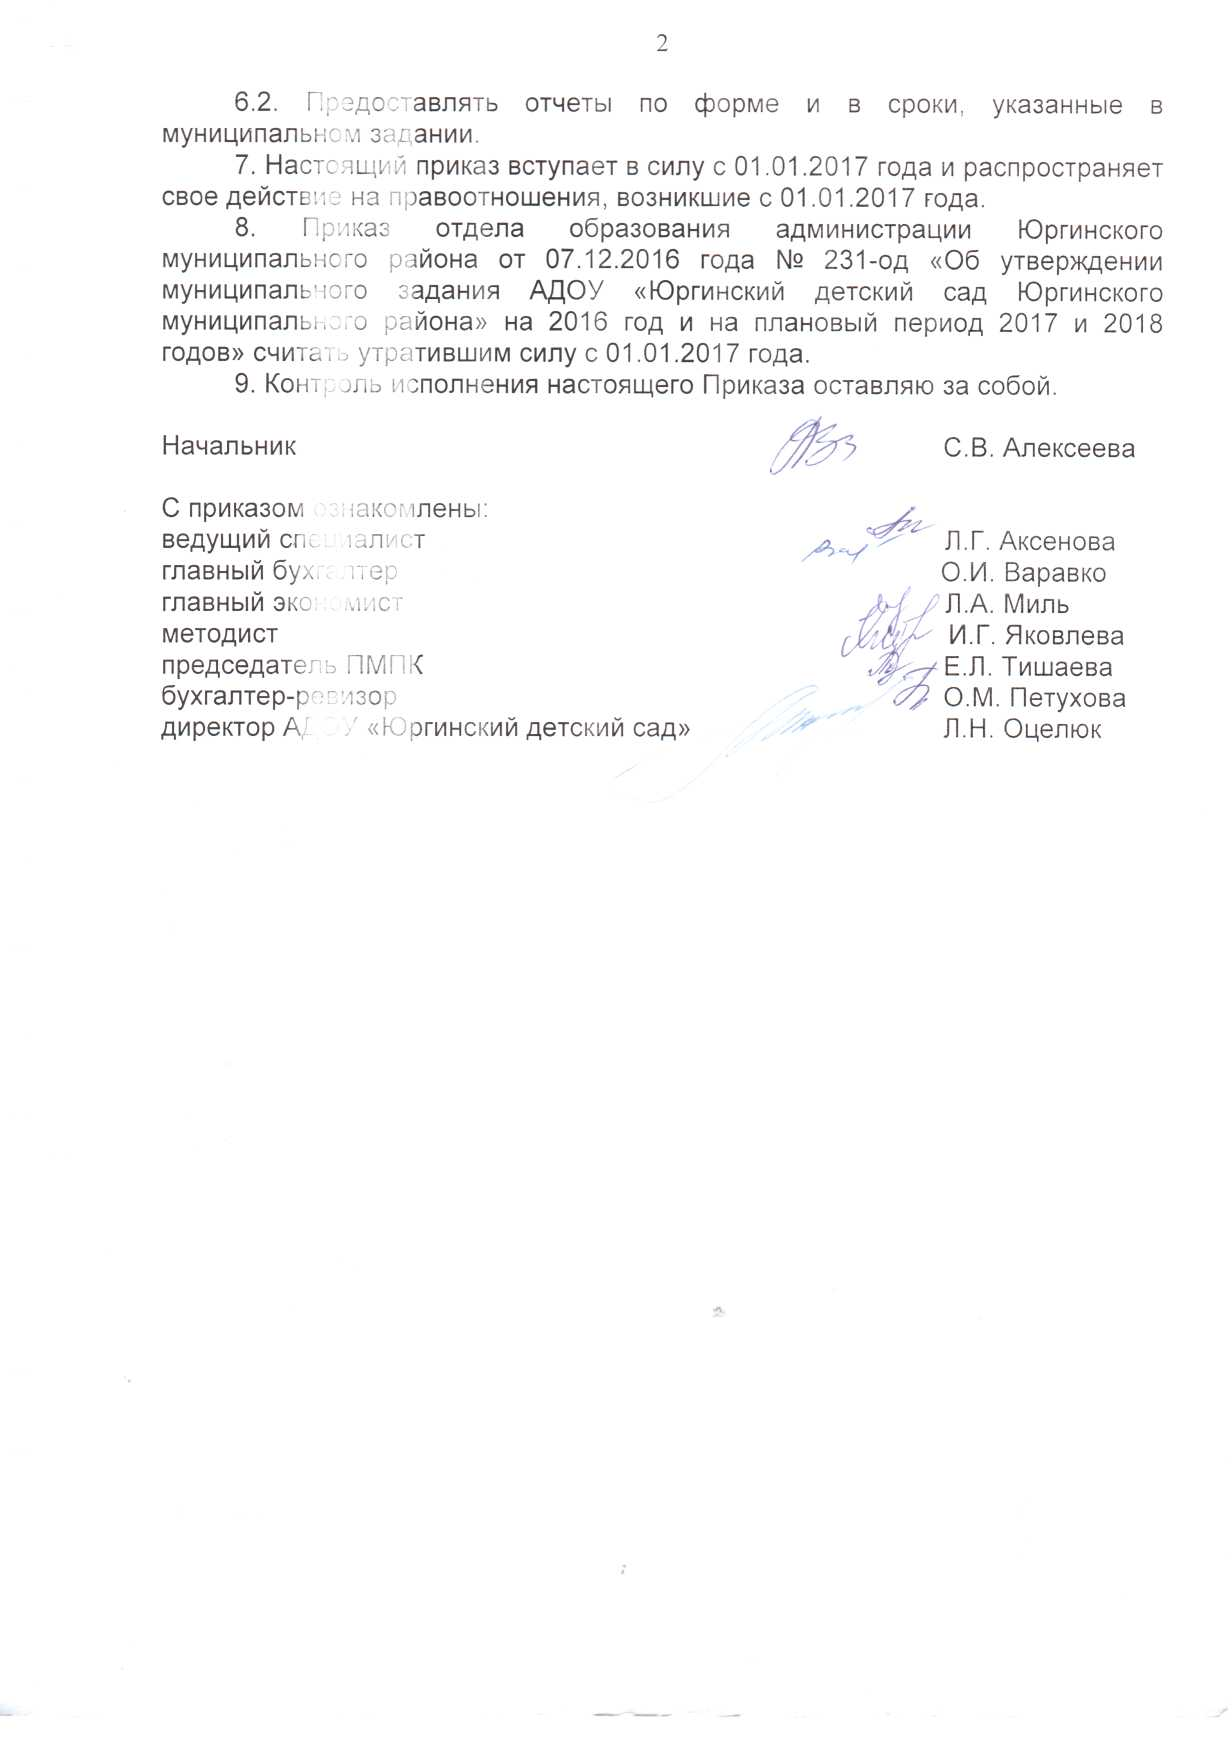 2
6.2. Предоставлять отчеты по форме и в сроки, указанные в
муниципальном задании.
7. Настоящий приказ вступает в силу с 01.01.2017 года и распространяет
свое действие на правоотношения, возникшие с 01.01.2017 года.
8. Приказ отдела образования администрации Юргинского
муниципального района от 07.12.2016 года № 231-од «Об утверждении
муниципального задания АДОУ «Юргинский детский сад Юргинского
муниципального района» на 2016 год и на плановый период 2017 и 2018
годов» считать утратившим силу с 01.01.2017 года.
9. Контроль исполнения настоящего Приказа оставляю за собой.
Начальник С.В. Алексеева
С приказом ознакомлены:
ведущий специалист Л.Г. Аксенова
главный бухгалтер О.И. Варавко
главный экономист Л.А. Миль
методист И.Г. Яковлева
председатель ПМПК Е.Л. Тишаева
бухгалтер-ревизор О.М. Петухова
директор АДОУ «Юргинский детский сад» Л.Н. Оцелюк